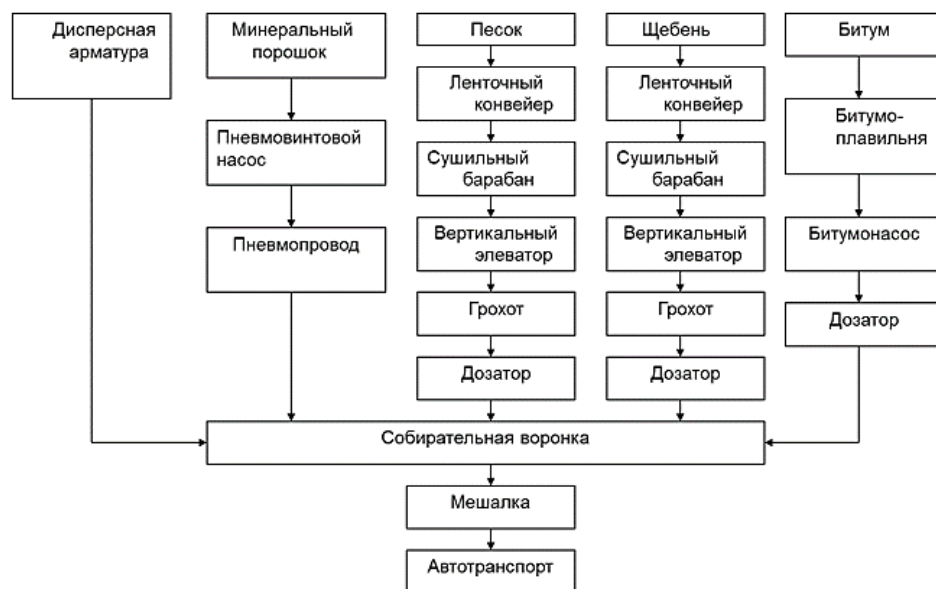 Дисперсная
арматура
Минеральный
порошок
Песок
Щебень
Битум
Ленточный
конвейер
Ленточный
конвейер
Битумо-
плавильня
Пневмовинтовой
насос
Сушильный
барабан
Сушильный
барабан
Пневмопровод
Вертикальный
элеватор
Вертикальный
элеватор
Битумонасос
Грохот
Грохот
Дозатор
Дозатор
Дозатор
Собирательная воронка
Мешалка
Автотранспорт